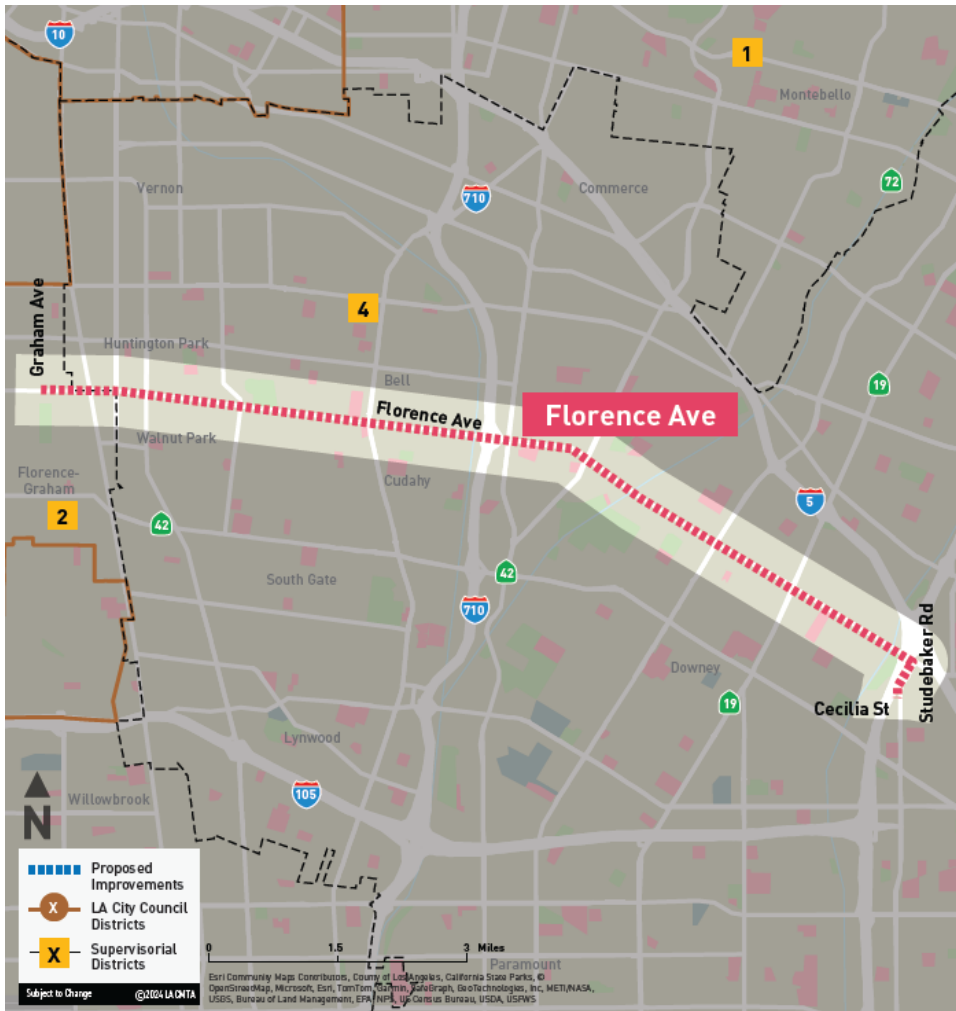 10
1
Montebello
72
Vernon
710
Commerce
Graham Ave
4
Huntington Park
19
Bell
Florence Ave
Florence Ave
Walnut Park
Florence-
Graham
Cudahy
2
42
5
42
South Gate
710
Studebaker Rd
Downey
19
Cecilia St
Lynwood
105
Willowbrook
N
Proposed
Improvements
X
LA City Council
Districts
X
Supervisorial
Districts
Subject to Change
©2024 LACMTA
0 1.5 3 Miles
Paramount
Esri Community Maps Contributors, County of Los Angeles, California State Parks, ©
OpenStreetMap, Microsoft, Esri, TomTom, Garmin, SafeGraph, GeoTechnologies, Inc, METI/NASA,
USGS, Bureau of Land Management, EPA, NPS, US Census Bureau, USDA, USFWS